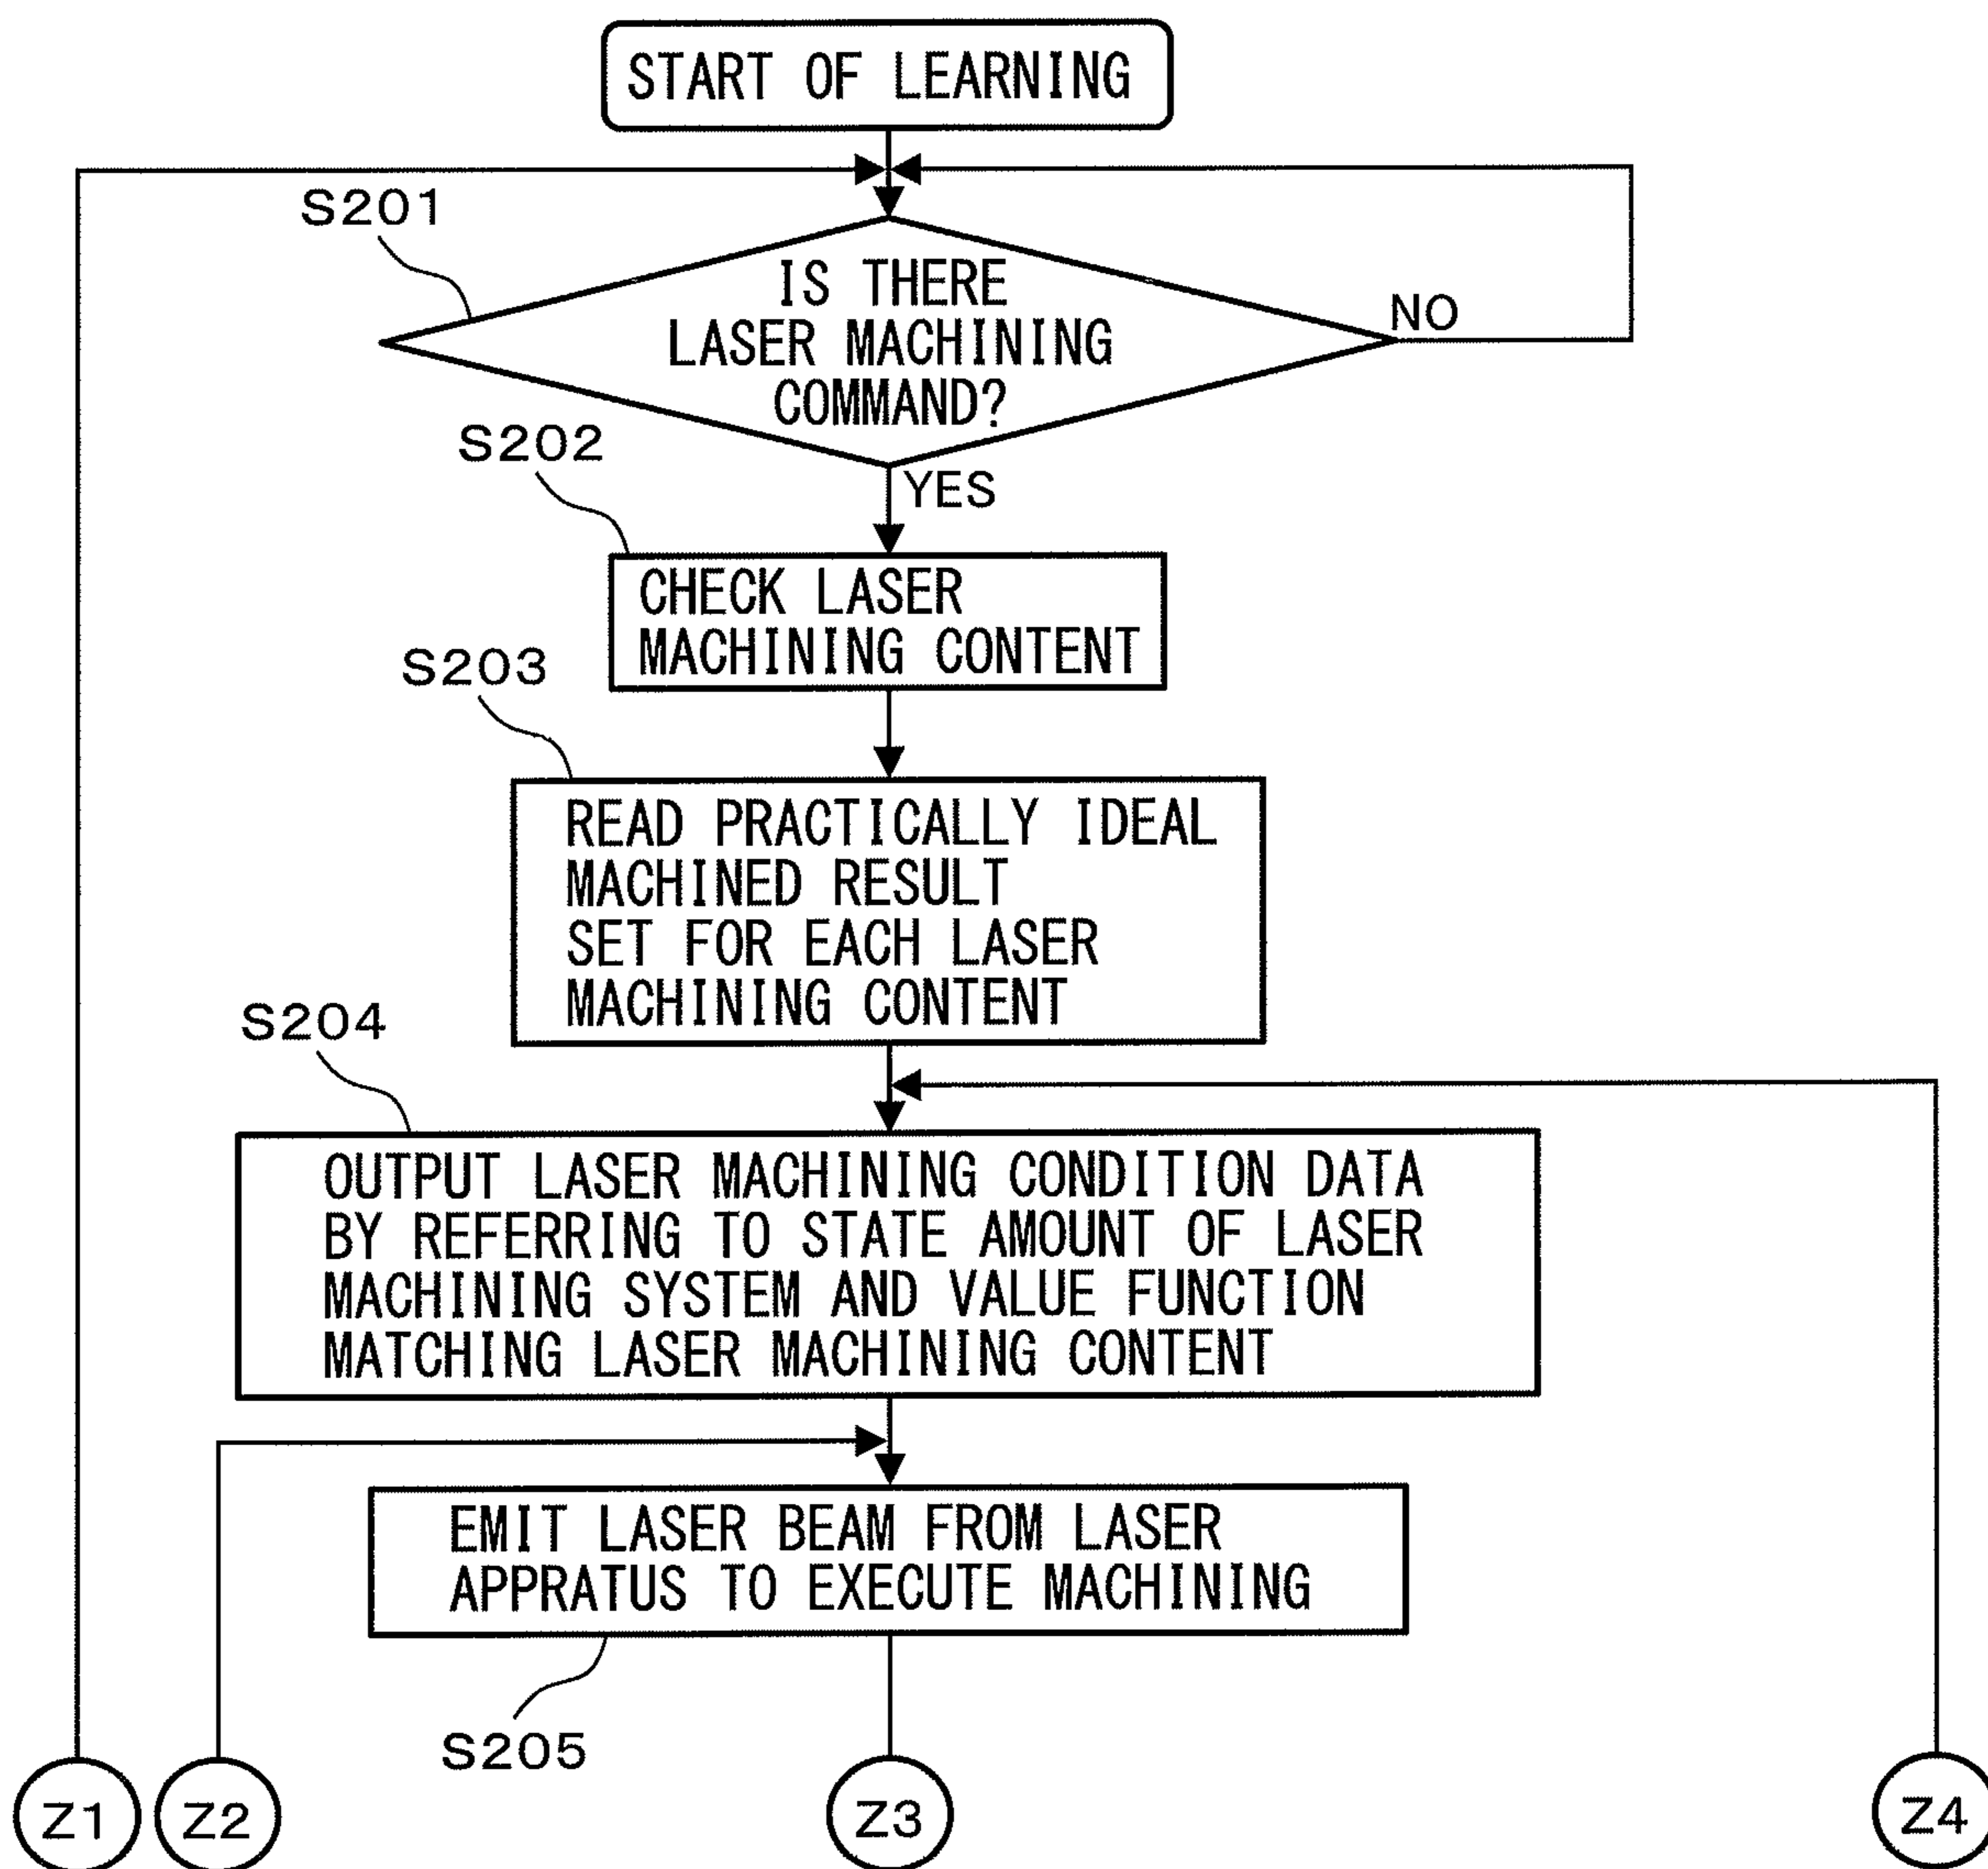 START OF LEARNING
S201
IS THERE
LASER MACHINING
COMMAND?
NO
S202
YES
CHECK LASER
MACHINING CONTENT
S203
READ PRACTICALLY IDEAL
MACHINED RESULT
SET FOR EACH LASER
MACHINING CONTENT
S204
OUTPUT LASER MACHINING CONDITION DATA
BY REFERRING TO STATE AMOUNT OF LASER
MACHINING SYSTEM AND VALUE FUNCTION
MATCHING LASER MACHINING CONTENT
EMIT LASER BEAM FROM LASER
APPRATUS TO EXECUTE MACHINING
S205
Z1
Z2
Z3
Z4